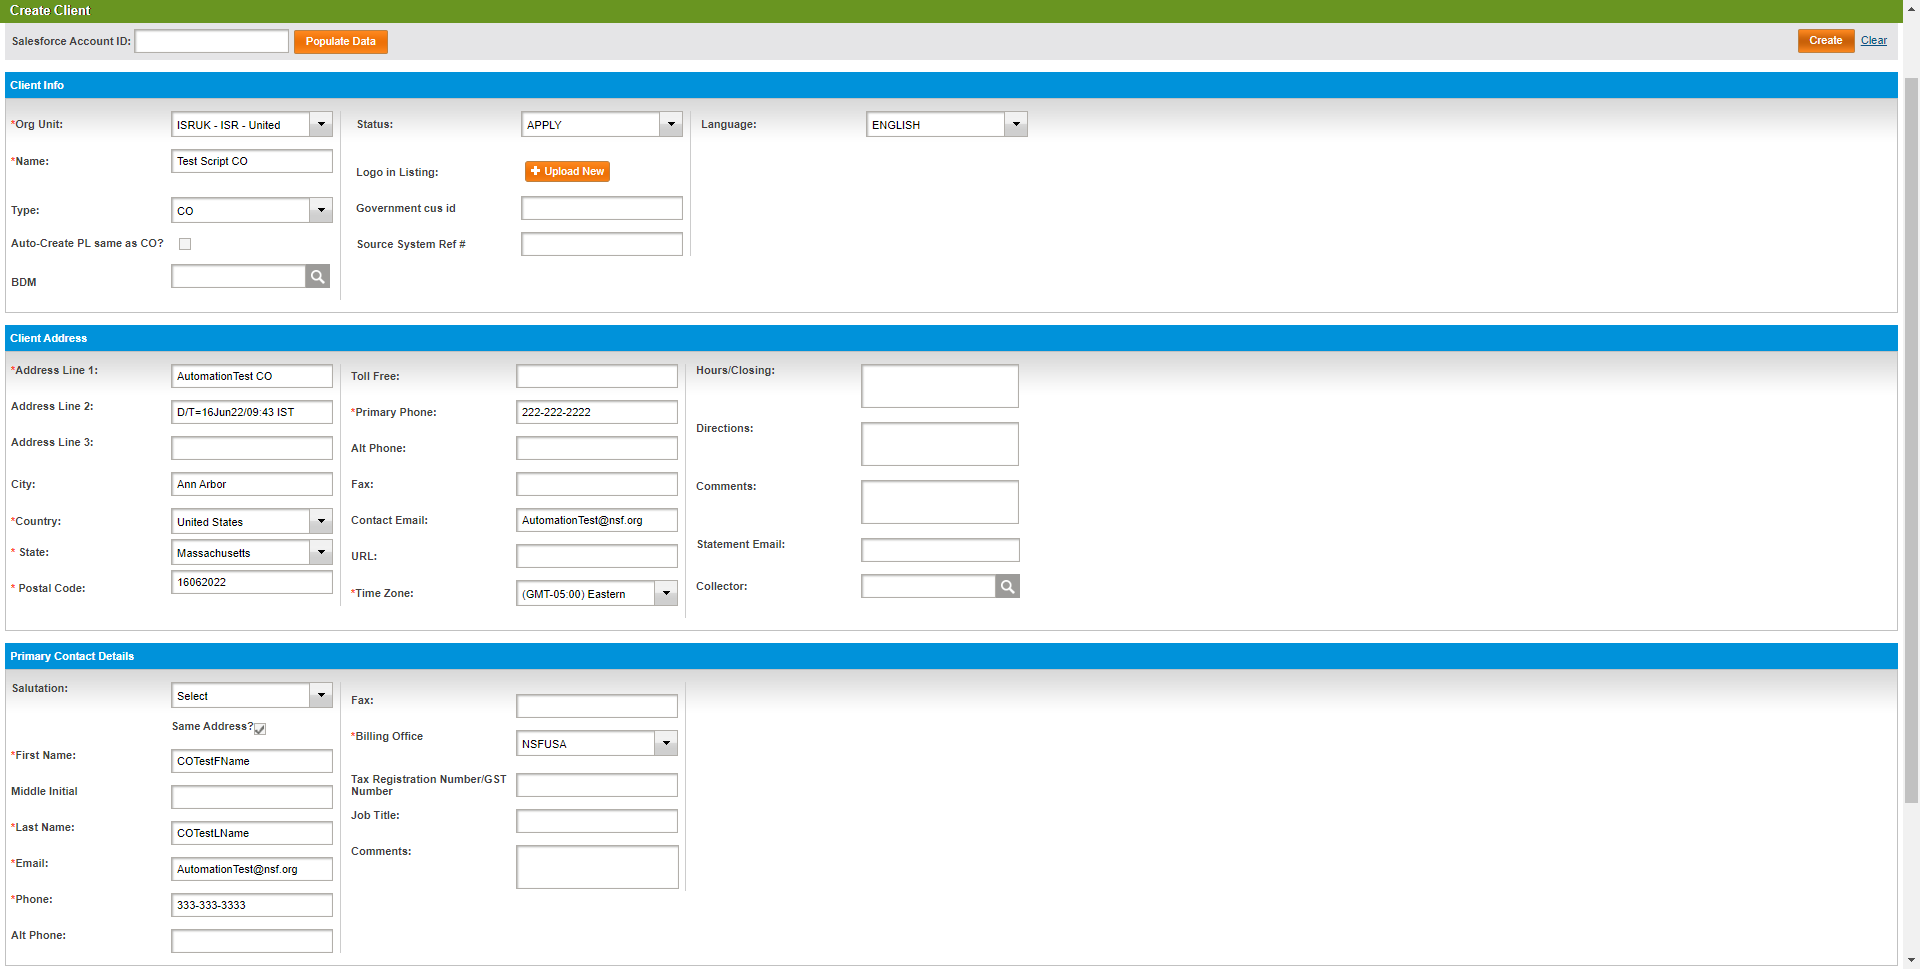 Create Client
Salesforce Account ID:
Populate Data
Create
Clear
Client Info
*Org Unit:
ISRUK - ISR - United
Status:
APPLY
Language:
ENGLISH
*Name:
Test Script CO
Logo in Listing:
Upload New
Type:
CO
Government cus id
Auto-Create PL same as CO?
Source System Ref #
BDM
Client Address
*Address Line 1:
AutomationTest CO
Toll Free:
Hours/Closing:
Address Line 2:
D/T=16Jun22/09:43 IST
*Primary Phone:
222-222-2222
Directions:
Address Line 3:
Alt Phone:
City:
Ann Arbor
Fax:
Comments:
*Country:
United States
Contact Email:
AutomationTest@nsf.org
* State:
Massachusetts
URL:
Statement Email:
* Postal Code:
16062022
*Time Zone:
(GMT-05:00) Eastern
Collector:
Primary Contact Details
Salutation:
Select
Fax:
Same Address?
*Billing Office
NSFUSA
*First Name:
COTestFName
Tax Registration Number/GST
Number
Middle Initial
Job Title:
*Last Name:
COTestLName
Comments:
*Email:
AutomationTest@nsf.org
*Phone:
333-333-3333
Alt Phone: